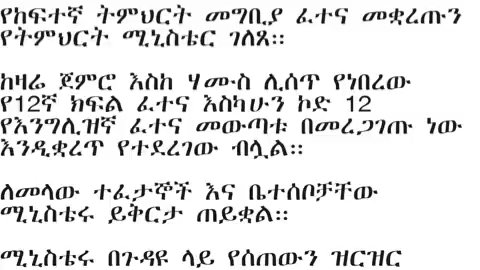 የከፍተኛ ትምህርት መግቢያ ፈተና መቋረጡን
የትምህርት ሚኒስቴር ገለጸ።
ከዛሬ ጀምሮ እስከ ሃሙስ ሊሰጥ የነበረው
የ12ኛ ክፍል ፈተና እስካሁን ኮድ 12
የእንግሊዝኛ ፈተና መውጣቱ በመረጋገጡ ነው
እንዲቋረጥ የተደረገው ብሏል።
ለመላው ተፈታኞች እና ቤተሰቦቻቸው
ሚኒስቴሩ ይቅርታ ጠይቋል።
ሚኒስቴሩ በጉዳዩ ላይ የሰጠውን ዝርዝር